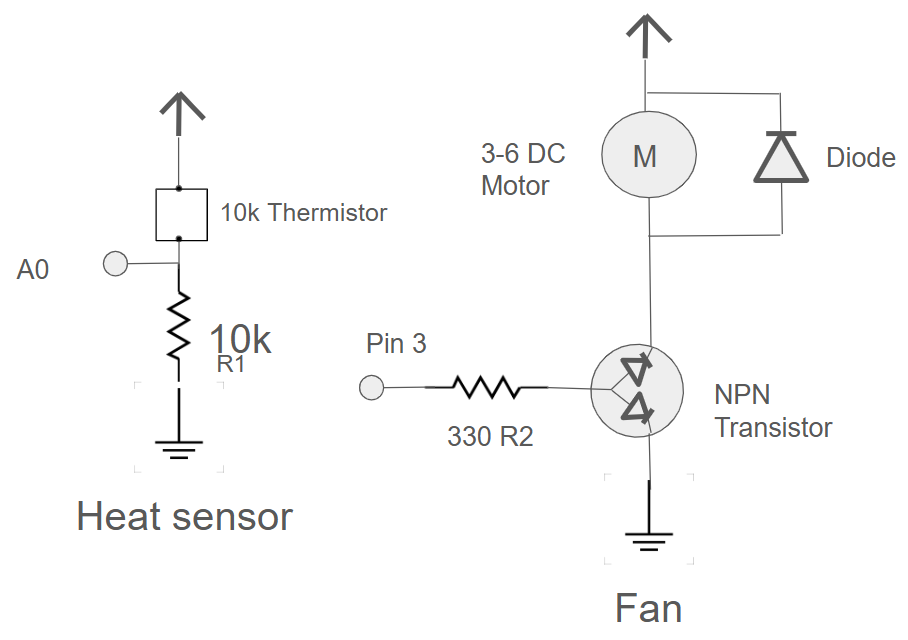 3-6 DC
Motor
M
Diode
10k Thermistor
A0
10k
R1
Pin 3
330 R2
NPN
Transistor
Heat sensor
Fan